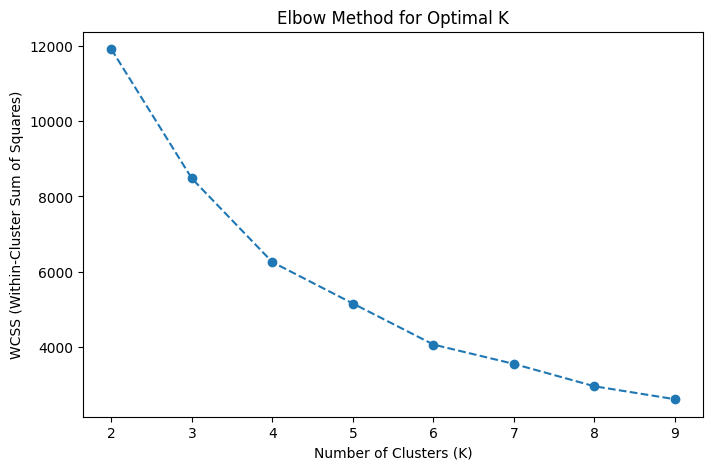 Elbow Method for Optimal K
12000
10000
8000
6000
4000
WCSS (Within-Cluster Sum of Squares)
2 3 4 5 6 7 8 9
Number of Clusters (K)